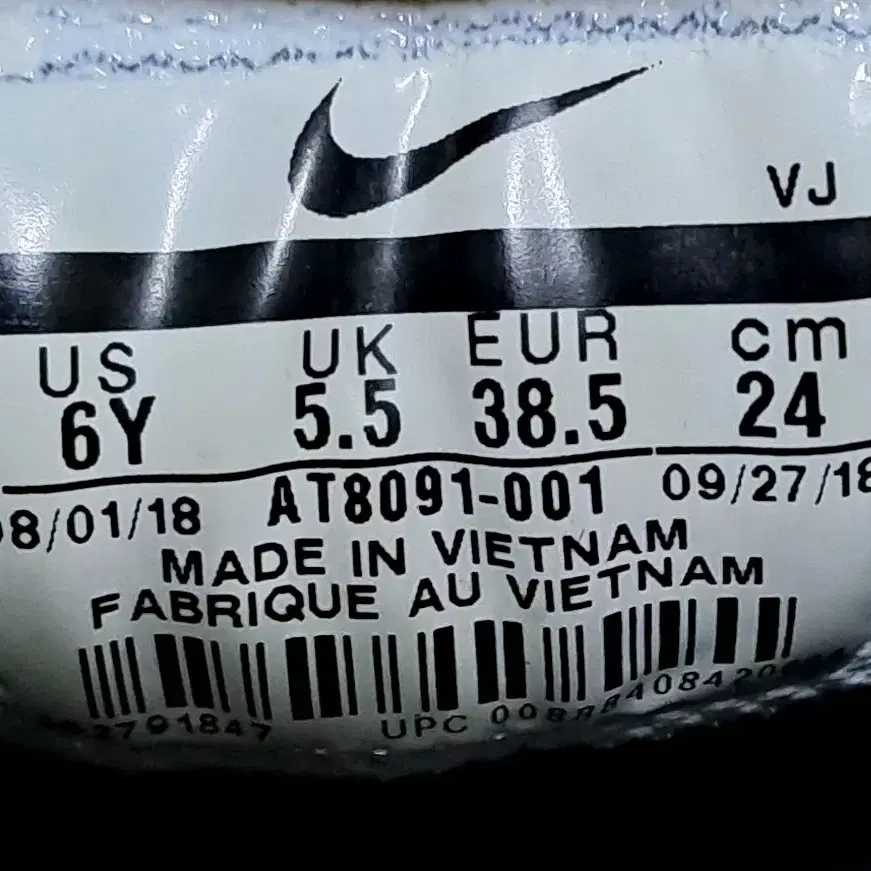 VJ
US UK EUR cm
6Y 5.5 38.5 24
8/01/18 AT8091-001 09/27/18
MADE IN VIETNAM
FABRIQUE AU VIETNAM
UPC